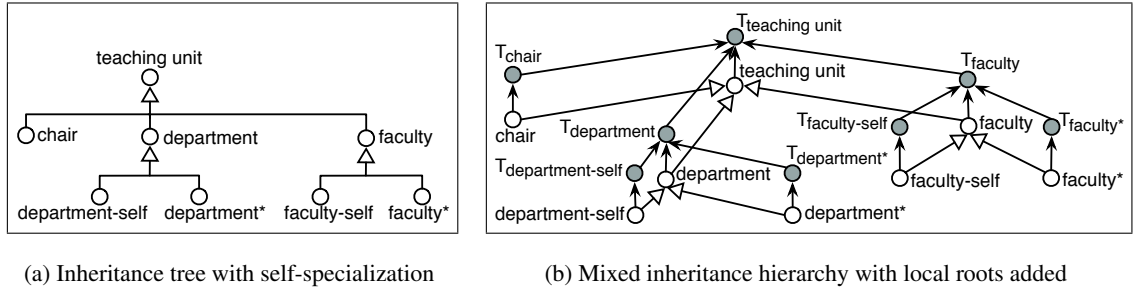 teaching unit
chair
department
faculty
department-self
department*
faculty-self
faculty*
(a) Inheritance tree with self-specialization
Tteaching unit
Tchair
Tfaculty
teaching unit
chair
Tdepartment
Tfaculty-self
faculty
Tfaculty*
Tdepartment-self
department
Tdepartment*
faculty-self
faculty*
department-self
department*
(b) Mixed inheritance hierarchy with local roots added